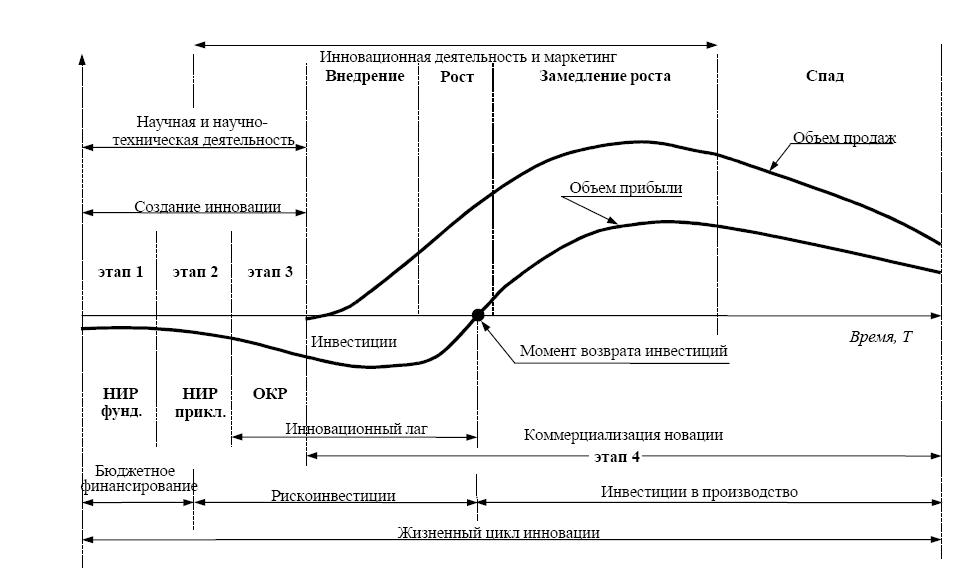 Инновационная деятельность и маркетинг
Внедрение
Рост
Замедление роста
Спад
Научная и научно-
техническая деятельность
Объем продаж
Объем прибыли
Создание инновации
этап 1
этап 2
этап 3
Инвестиции
Время, Т
Момент возврата инвестиций
НИР
фунд.
НИР
прикл.
ОКР
Инновационный лаг
Коммерциализация новации
этап 4
Бюджетное
финансирование
Рискоинвестиции
Инвестиции в производство
Жизненный цикл инновации